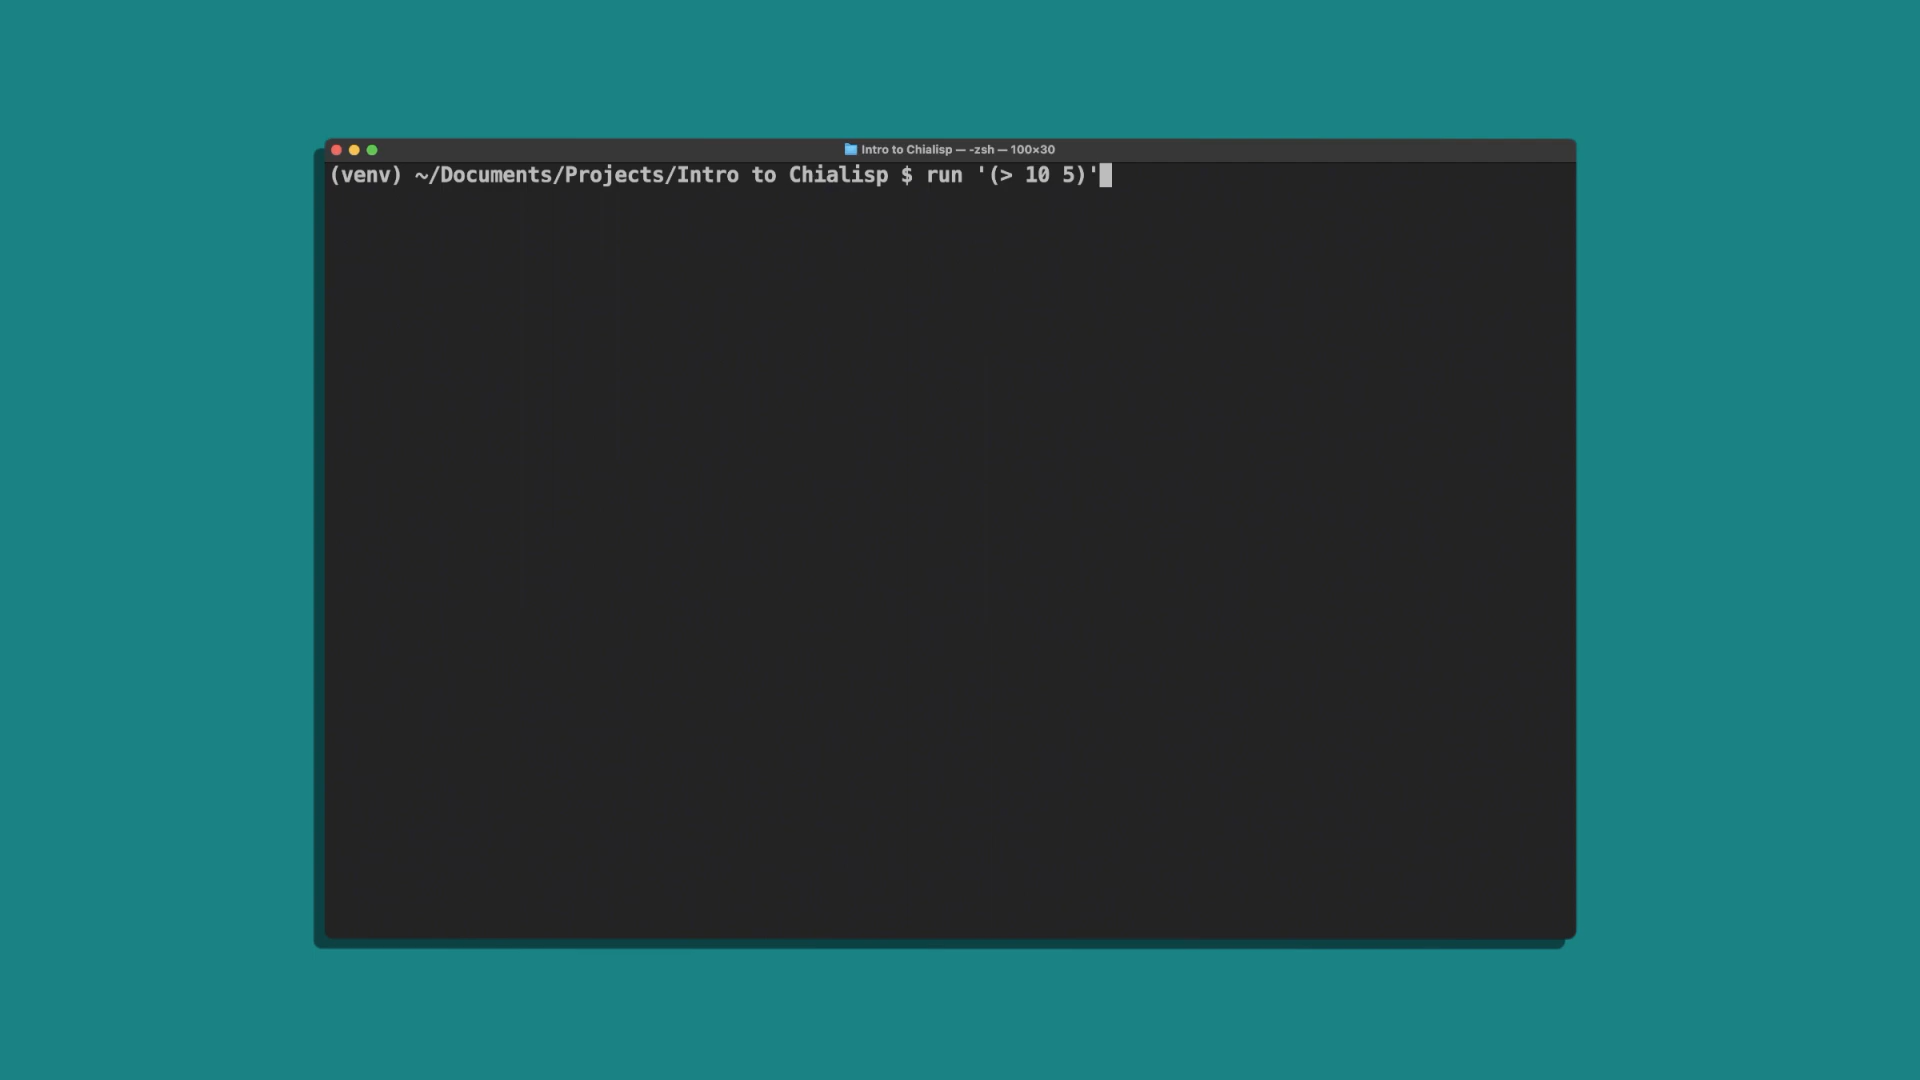 Intro to Chialisp — -zsh — 100×30
(venv) ~/Documents/Projects/Intro to Chialisp $ run '(> 10 5)'